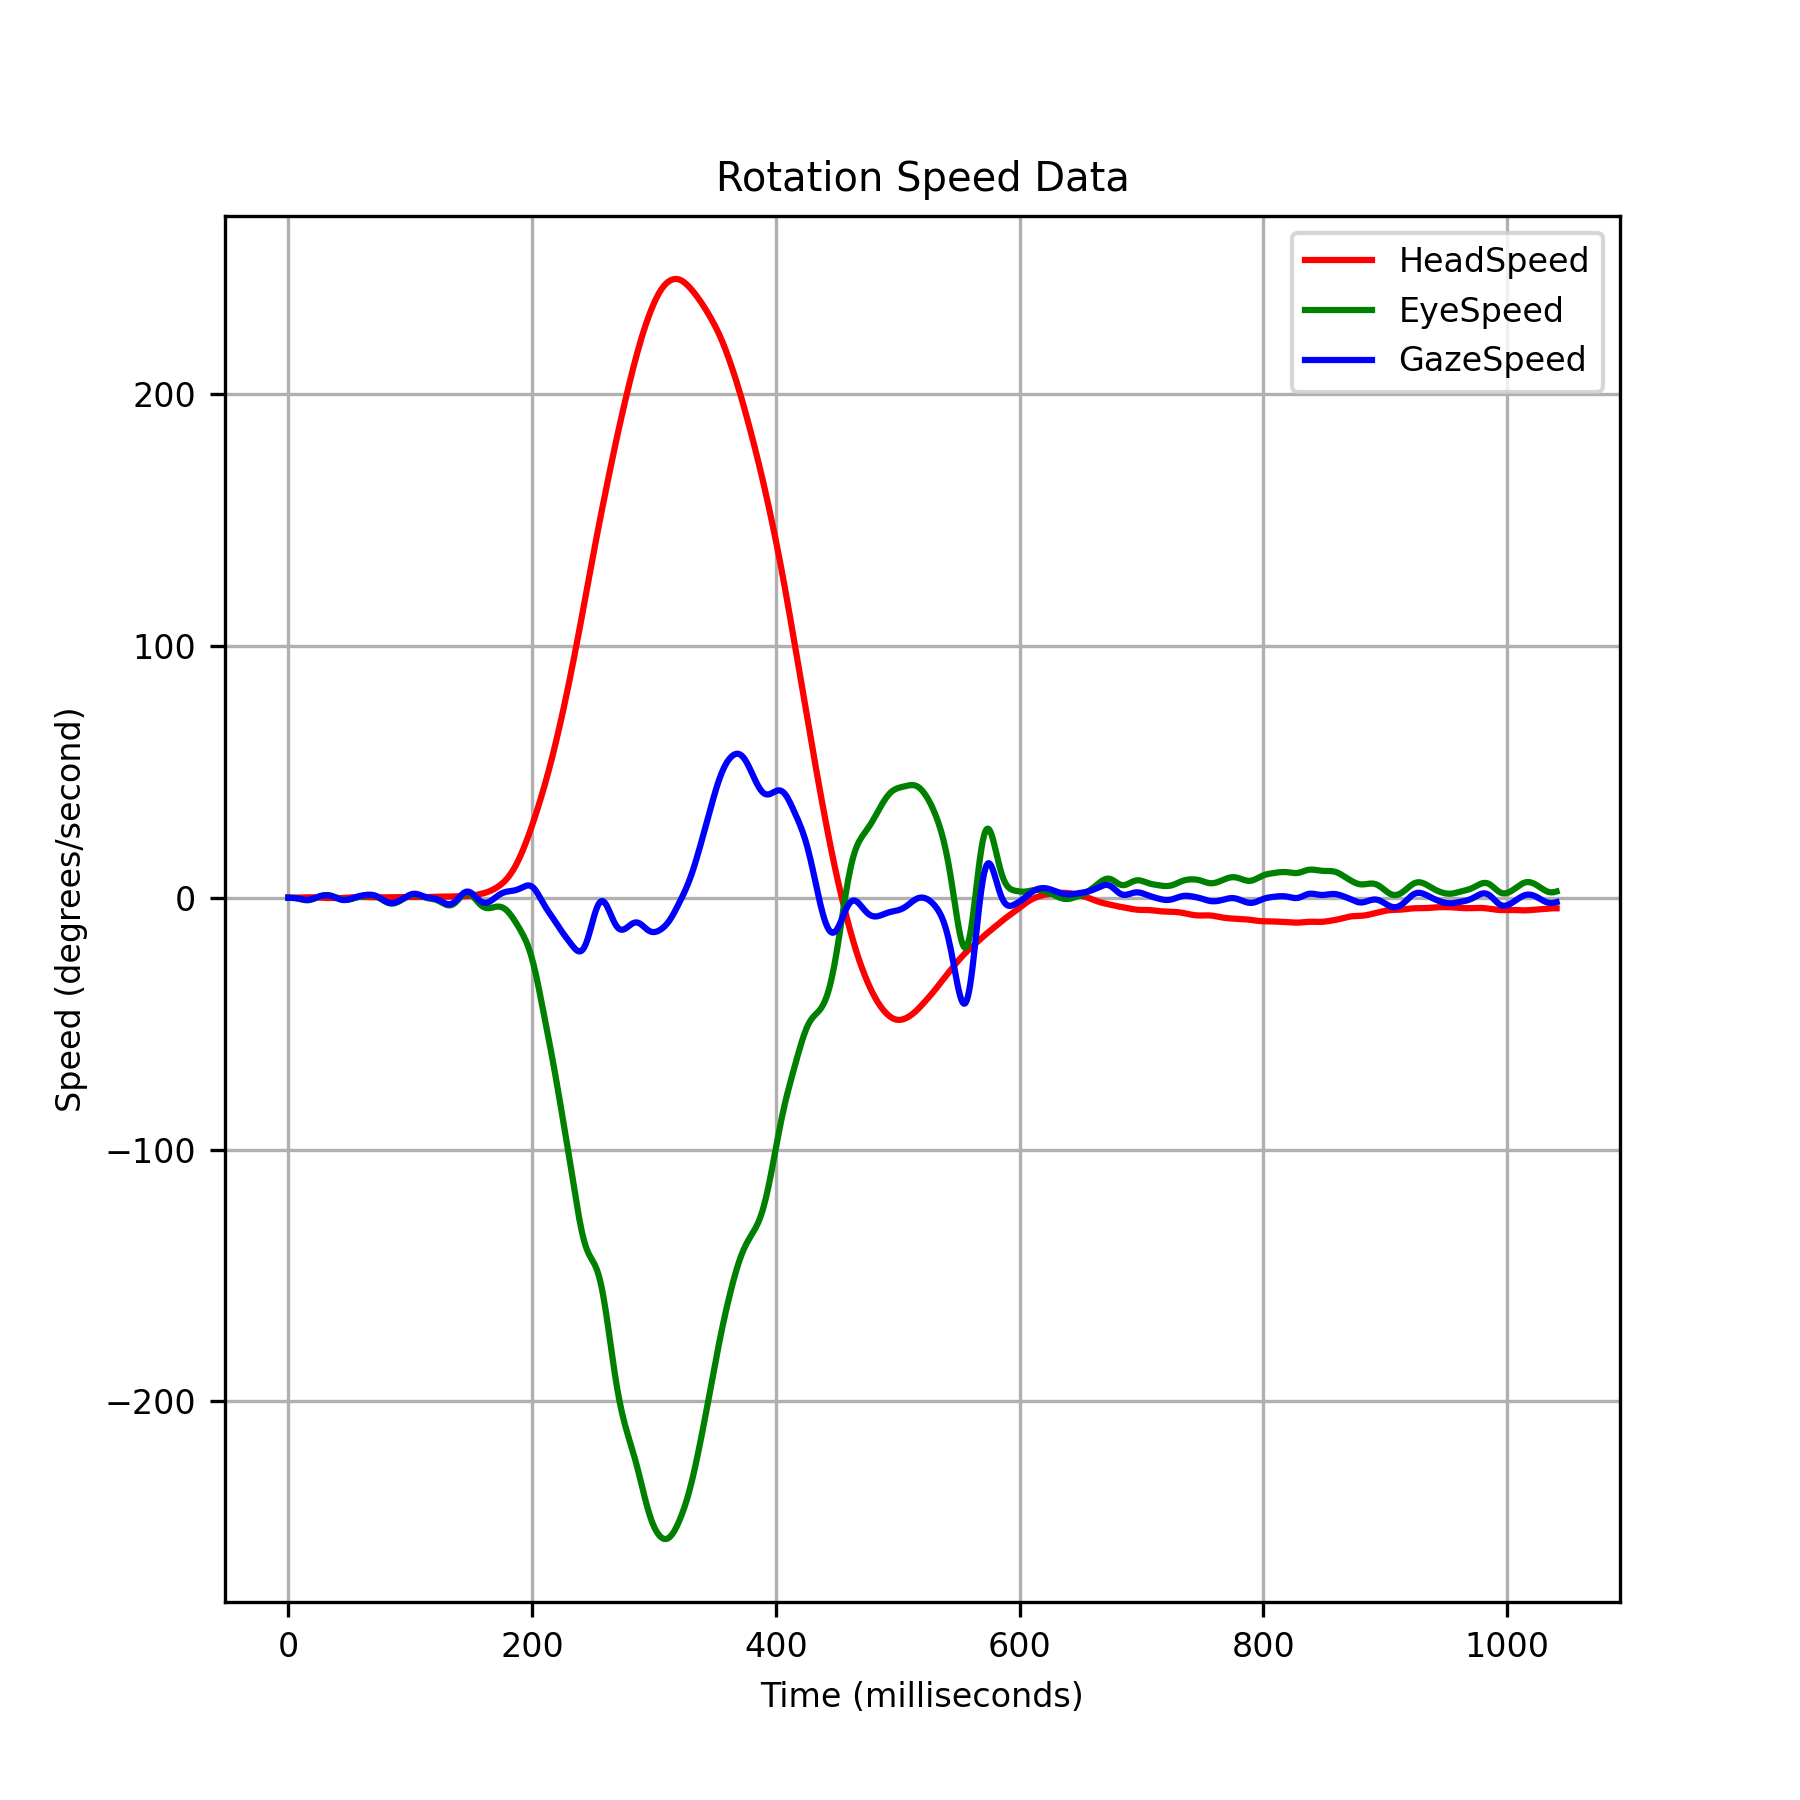 Rotation Speed Data
HeadSpeed
EyeSpeed
GazeSpeed
200
100
0
−100
−200
Speed (degrees/second)
0 200 400 600 800 1000
Time (milliseconds)